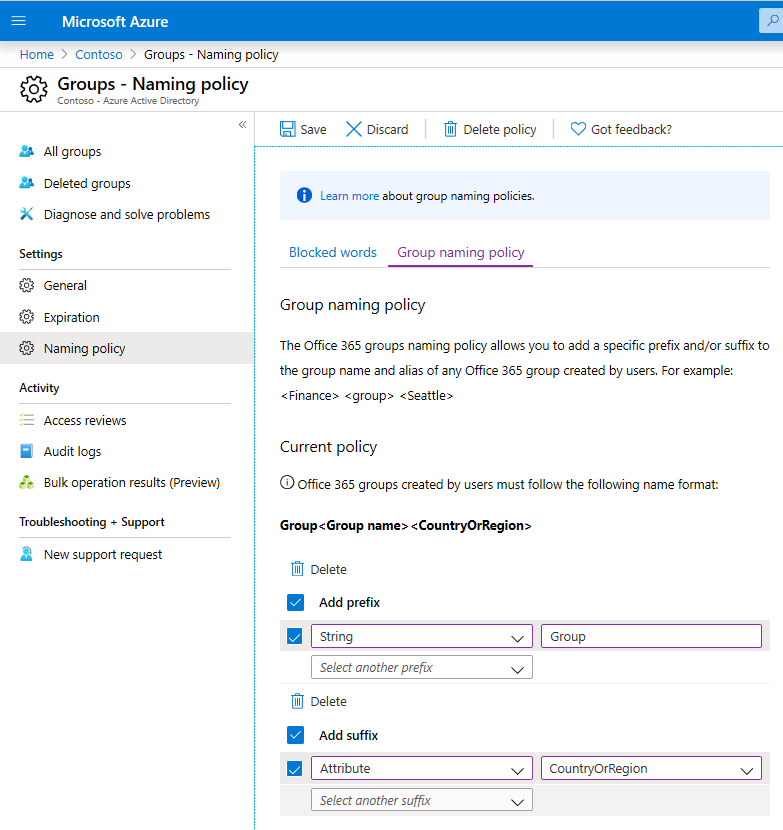 Microsoft Azure
Home > Contoso > Groups - Naming policy
Groups - Naming policy
Contoso - Azure Active Directory
«
All groups
Deleted groups
Diagnose and solve problems
Settings
General
Expiration
Naming policy
Activity
Access reviews
Audit logs
Bulk operation results (Preview)
Troubleshooting + Support
New support request
Save Discard Delete policy Got feedback?
Learn more about group naming policies.
Blocked words Group naming policy
Group naming policy
The Office 365 groups naming policy allows you to add a specific prefix and/or suffix to
the group name and alias of any Office 365 group created by users. For example:
<Finance> <group> <Seattle>
Current policy
Office 365 groups created by users must follow the following name format:
Group<Group name><CountryOrRegion>
Delete
Add prefix
String Group
Select another prefix
Delete
Add suffix
Attribute CountryOrRegion
Select another suffix